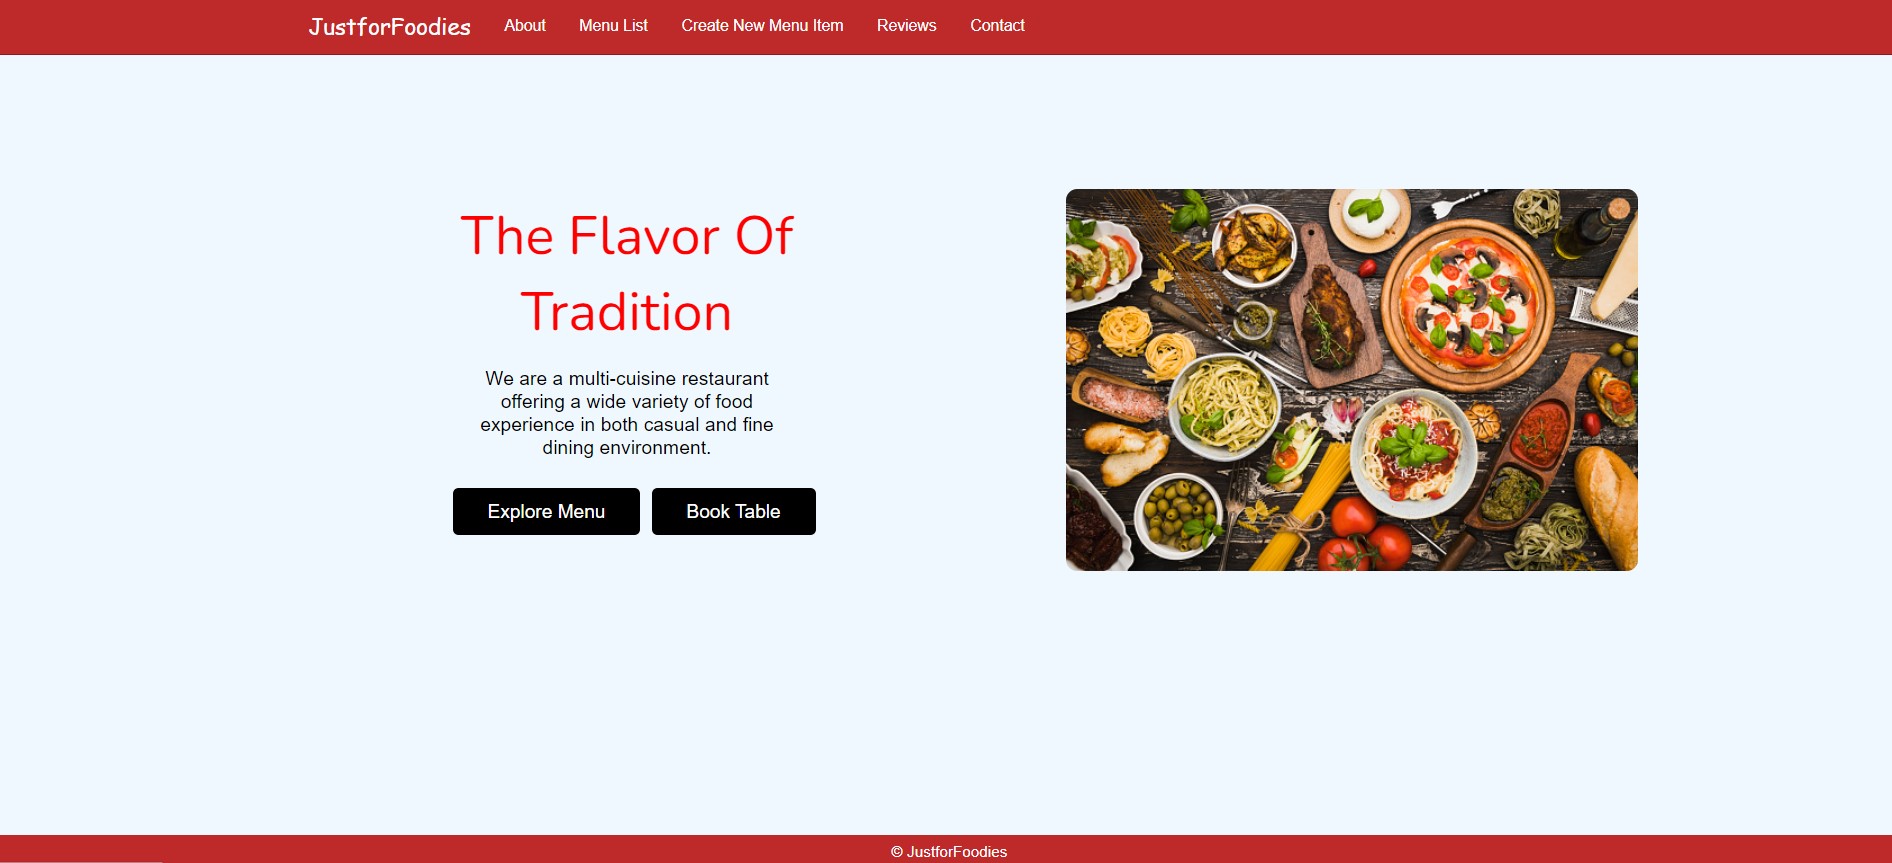 JustforFoodies About Menu List Create New Menu Item Reviews Contact
The Flavor Of
Tradition
We are a multi-cuisine restaurant
offering a wide variety of food
experience in both casual and fine
dining environment.
Explore Menu Book Table
© JustforFoodies